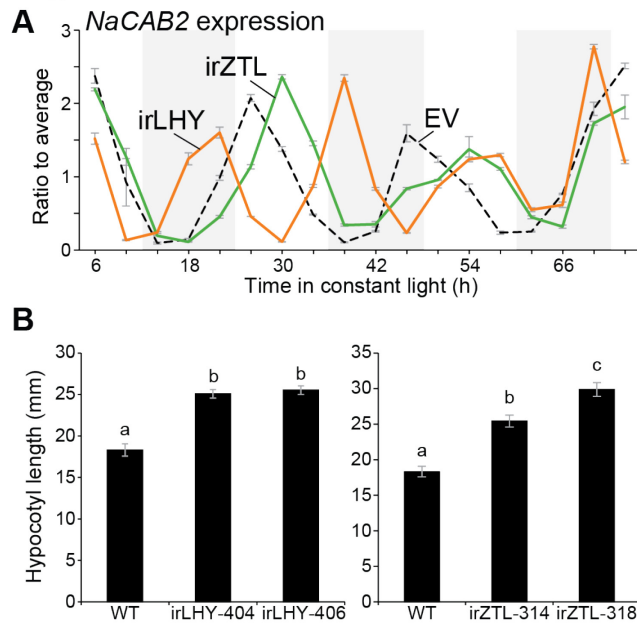 A NaCAB2 expression
3
2
1
0
Ratio to average
irLHY
irZTL
EV
6 18 30 42 54 66
Time in constant light (h)
B
30
25
20
15
10
5
0
Hypocotyl length (mm)
a b b
WT irLHY-404 irLHY-406
35
30
25
20
15
10
5
0
a b c
WT irZTL-314 irZTL-318